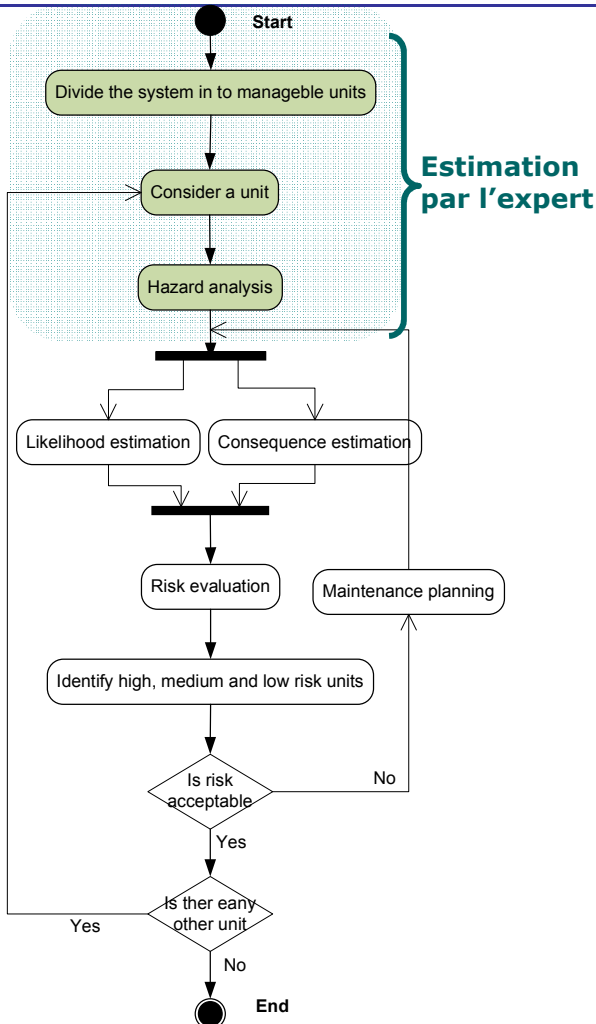 Start
Divide the system in to manageble units
Estimation
par l'expert
Consider a unit
Hazard analysis
Likelihood estimation
Consequence estimation
Risk evaluation
Maintenance planning
Identify high, medium and low risk units
Is risk
acceptable
No
Yes
Is ther eany
other unit
Yes
No
End